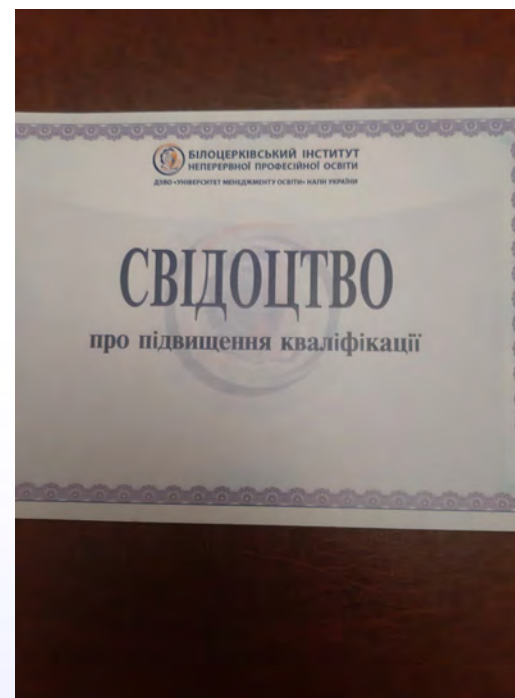 БІЛОЦЕРКІВСЬКИЙ ІНСТИТУТ
НЕПЕРЕРВНОЇ ПРОФЕСІЙНОЇ ОСВІТИ
ДЗВО «УНІВЕРСИТЕТ МЕНЕДЖМЕНТУ ОСВІТИ» НАПН УКРАЇНИ
СВІДОЦТВО
про підвищення кваліфікації